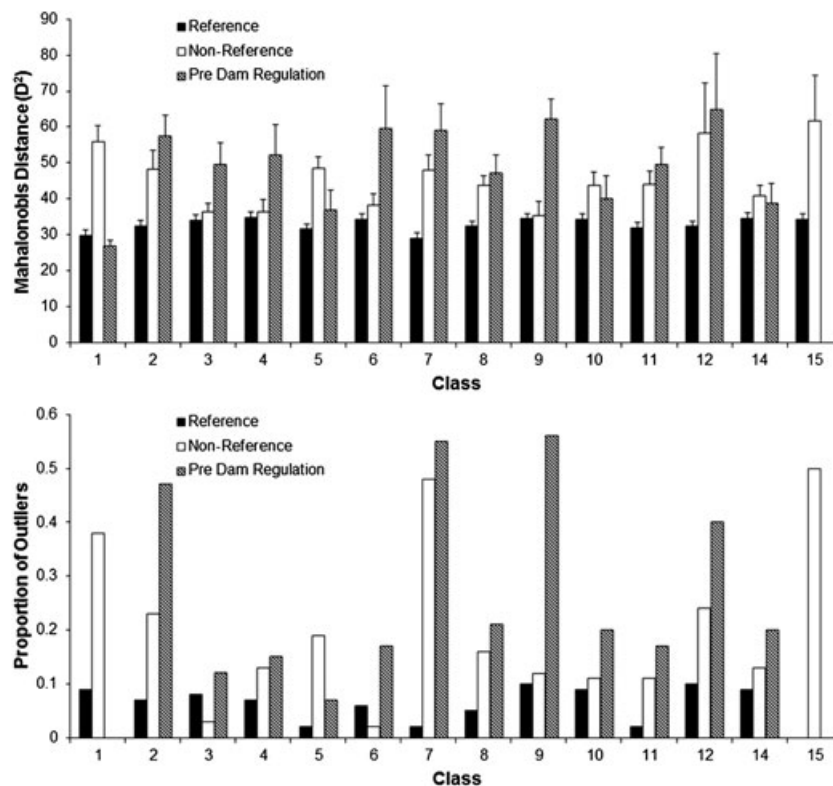 90
80
70
60
50
40
30
20
10
0
Mahalonobls Distance (D²)
Reference
Non-Reference
Pre Dam Regulation
1 2 3 4 5 6 7 8 9 10 11 12 14 15
Class
0.6
0.5
0.4
0.3
0.2
0.1
0
Proportion of Outliers
Reference
Non-Reference
Pre Dam Regulation
1 2 3 4 5 6 7 8 9 10 11 12 14 15
Class